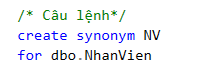 /* Câu lệnh*/
create synonym NV
for dbo.NhanVien